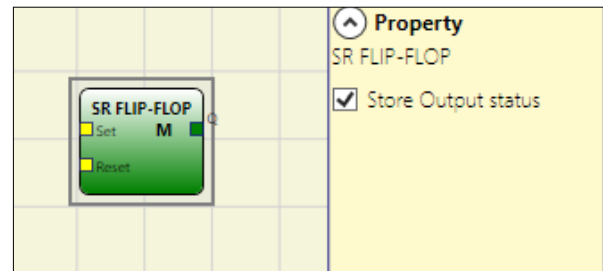 SR FLIP-FLOP
Set M Q
Reset
Property
SR FLIP-FLOP
Store Output status